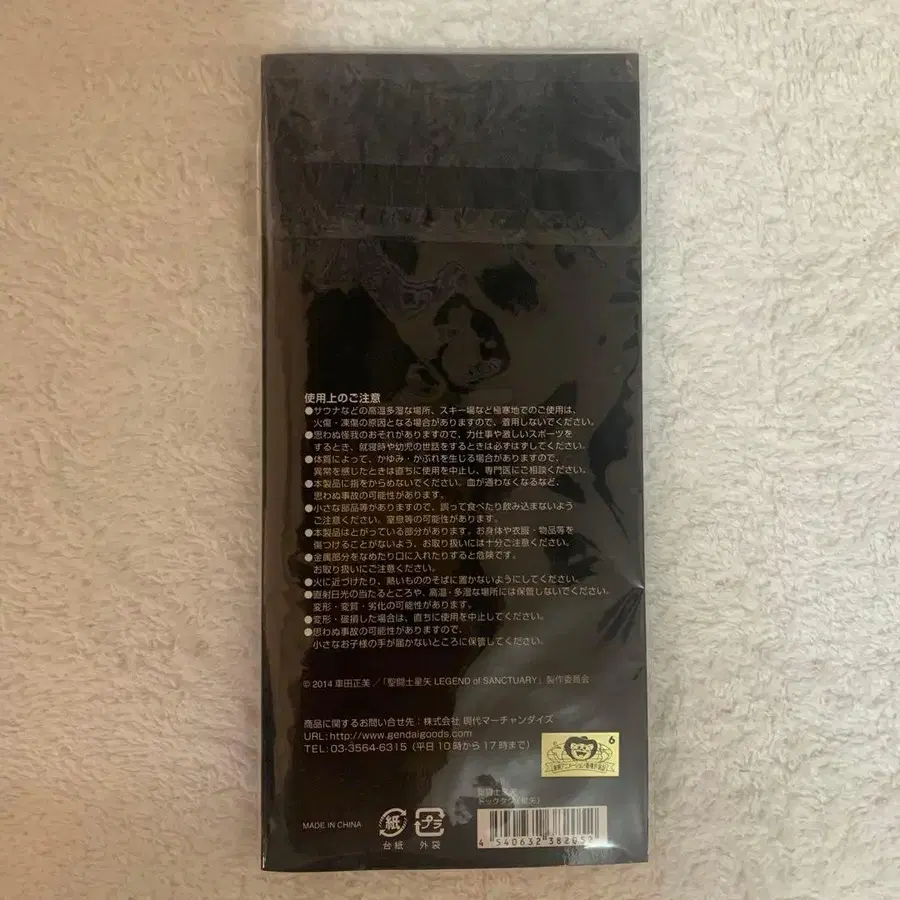 使用上のご注意
●サウナなどの高温多湿な場所、スキー場など極寒地でのご使用は、
火傷・凍傷の原因となる場合がありますので、着用しないでください。
●思わぬ怪我のおそれがありますので、力仕事や激しいスポーツを
するとき、就寝時や幼児の世話をするときは必ずはずしてください。
●体質によって、かゆみ・かぶれを生じる場合がありますので、
異常を感じたときは直ちに使用を中止し、専門医にご相談ください。
●本製品に指をからめないでください。血が通わなくなるなど、
思わぬ事故の可能性があります。
●小さな部品等がありますので、誤って食べたり飲み込まないよう
ご注意ください。窒息等の可能性があります。
●本製品はとがっている部分があります。お身体や衣服・物品等を
傷つけることがないよう、お取り扱いには十分ご注意ください。
●金属部分をなめたり口に入れたりすると危険です。
お取り扱いにご注意ください。
●火に近づけたり、熱いもののそばに置かないようにしてください。
●直射日光の当たるところや、高温・多湿な場所には保管しないでください。
変形・変質・劣化の可能性があります。
●変形・破損した場合は、直ちに使用を中止してください。
●思わぬ事故の可能性がありますので、
小さなお子様の手が届かないところに保管してください。
© 2014 車田正美／「聖闘士星矢 LEGEND of SANCTUARY」製作委員会
商品に関するお問い合せ先：株式会社 現代マーチャンダイズ
URL:http://www.gendaigoods.com
TEL:03-3564-6315（平日10時から17時まで）
6
聖闘士星矢
ドックタグ（星矢）
MADE IN CHINA
紙
台紙
プラ
外袋